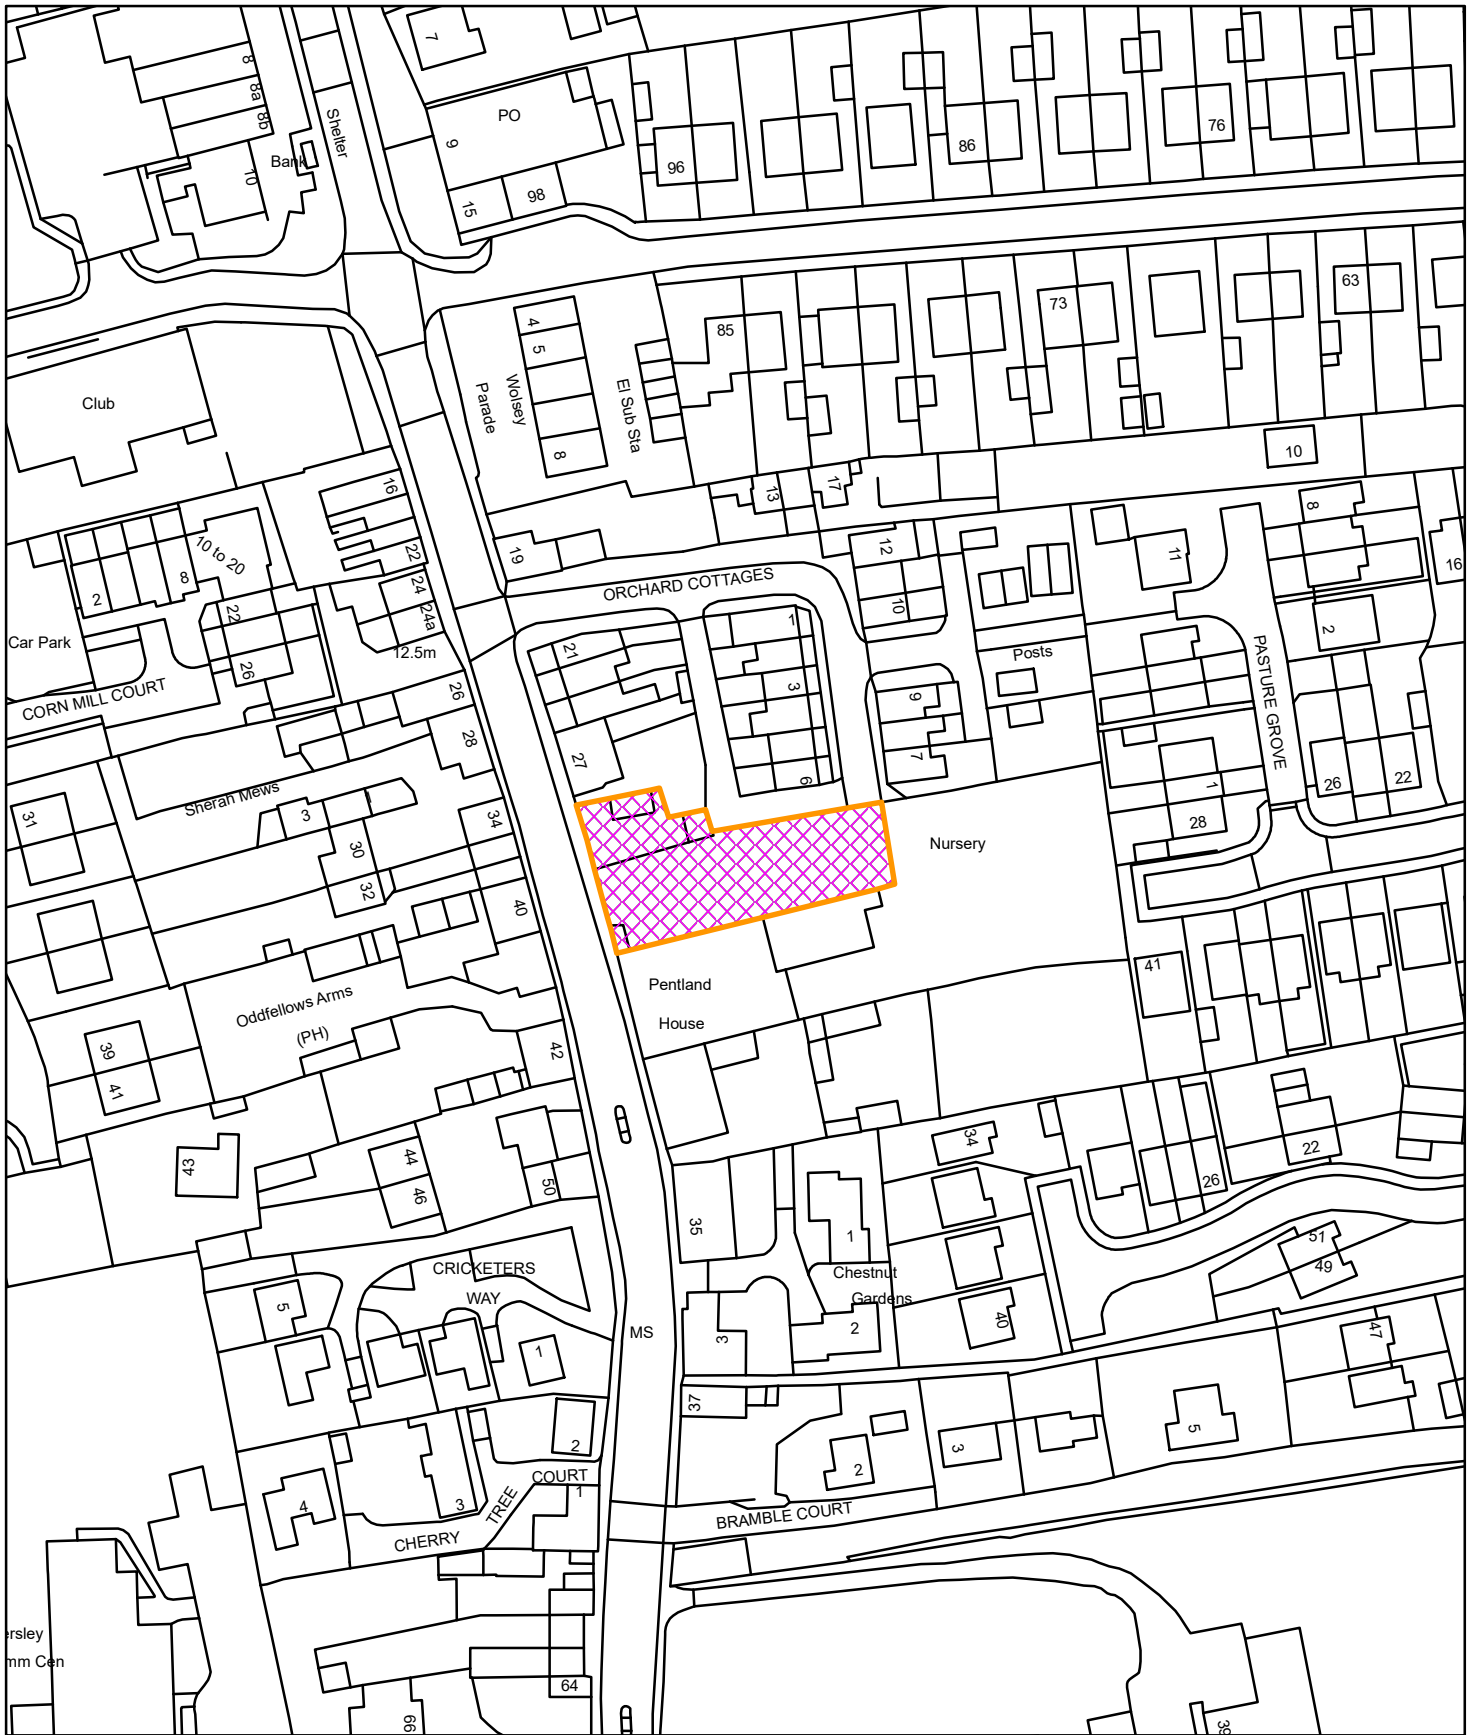 7
8
8a
8b
Shelter
PO
9
Bank
10
15
98
96
86
76
4
5
85
73
63
Wolsey
Parade
El Sub Sta
8
Club
16
10
13
17
8
19
12
11
10 to 20
22
24
24a
16
2
8
ORCHARD COTTAGES
10
1
2
22
Car Park
12.5m
21
Posts
26
3
9
PASTURE GROVE
CORN MILL COURT
26
28
27
6
7
1
26
22
Sherah Mews
1
31
3
34
28
30
Nursery
32
40
41
Pentland
House
Oddfellows Arms
(PH)
39
42
41
43
44
46
50
34
22
26
35
1
51
49
Chestnut
Gardens
CRICKETERS
WAY
5
MS
3
2
40
47
1
37
2
2
3
5
4
3
COURT
1
TREE
CHERRY
BRAMBLE COURT
ersley
mm Cen
64
66
39